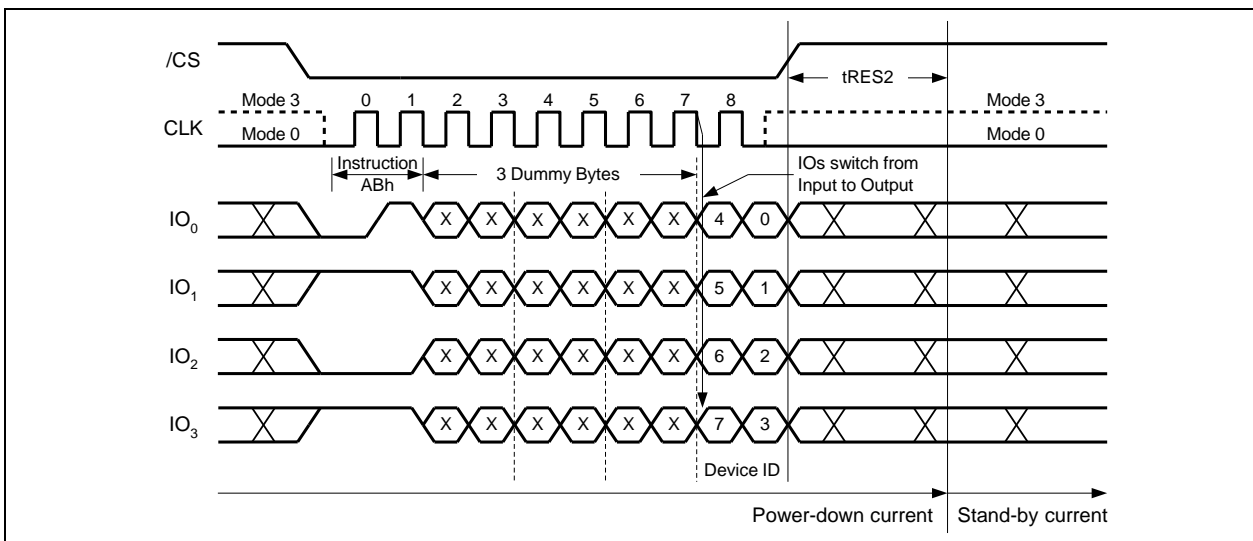 /CS
tRES2
Mode 3 0 1 2 3 4 5 6 7 8 Mode 3
CLK
Mode 0 Mode 0
Instruction
ABh
3 Dummy Bytes
IOs switch from
Input to Output
IO0 X X X X X X 4 0
IO1 X X X X X X 5 1
IO2 X X X X X X 6 2
IO3 X X X X X X 7 3
Device ID
Power-down current Stand-by current